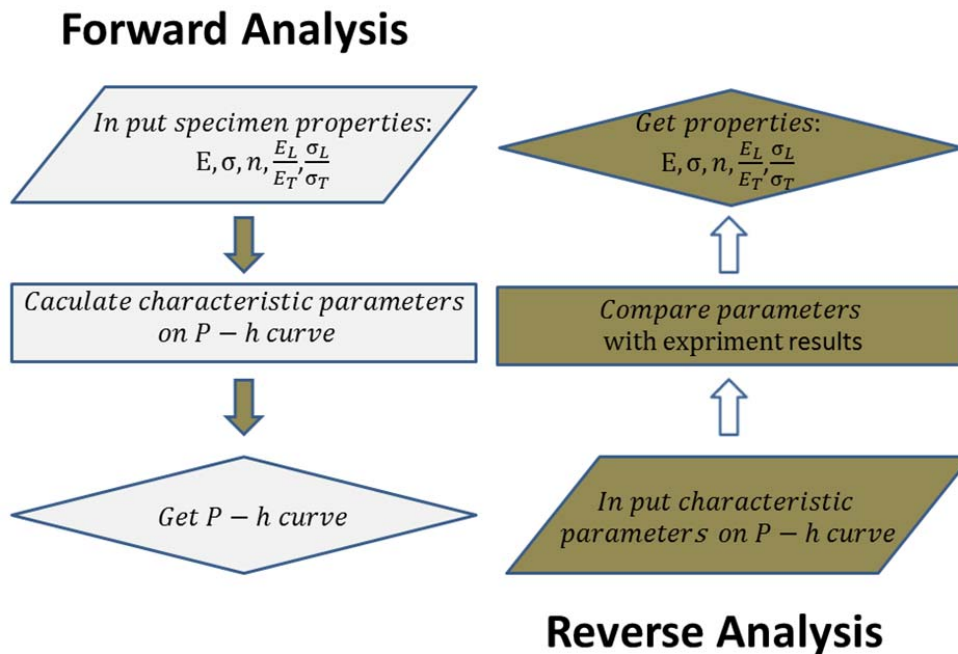 Forward Analysis
In put specimen properties:
E, σ, n, E_L/E_T, σ_L/σ_T
Caculate characteristic parameters
on P − h curve
Get P − h curve
Get properties:
E, σ, n, E_L/E_T, σ_L/σ_T
Compare parameters
with expriment results
In put characteristic
parameters on P − h curve
Reverse Analysis